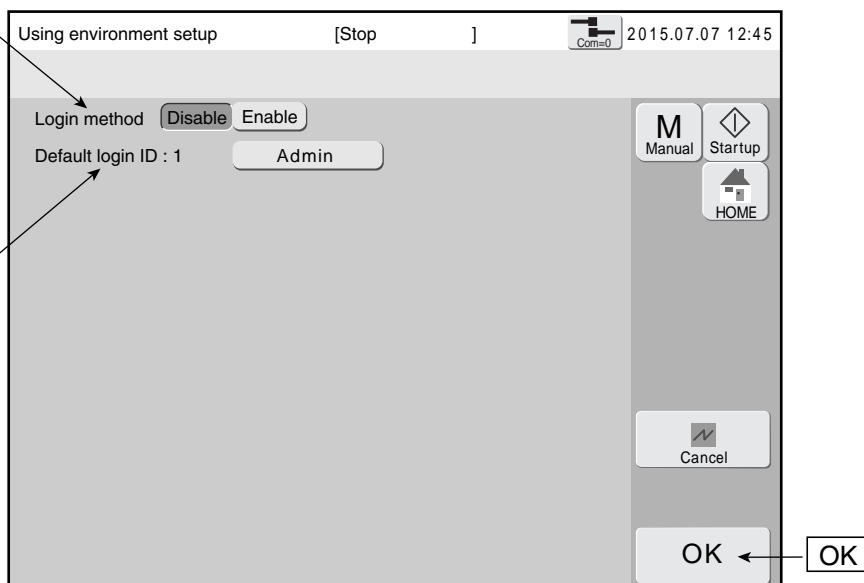 Using environment setup [Stop ] Com=0 2015.07.07 12:45
Login method Disable Enable
Default login ID : 1 Admin
M
Manual
Startup
HOME
Cancel
OK
OK